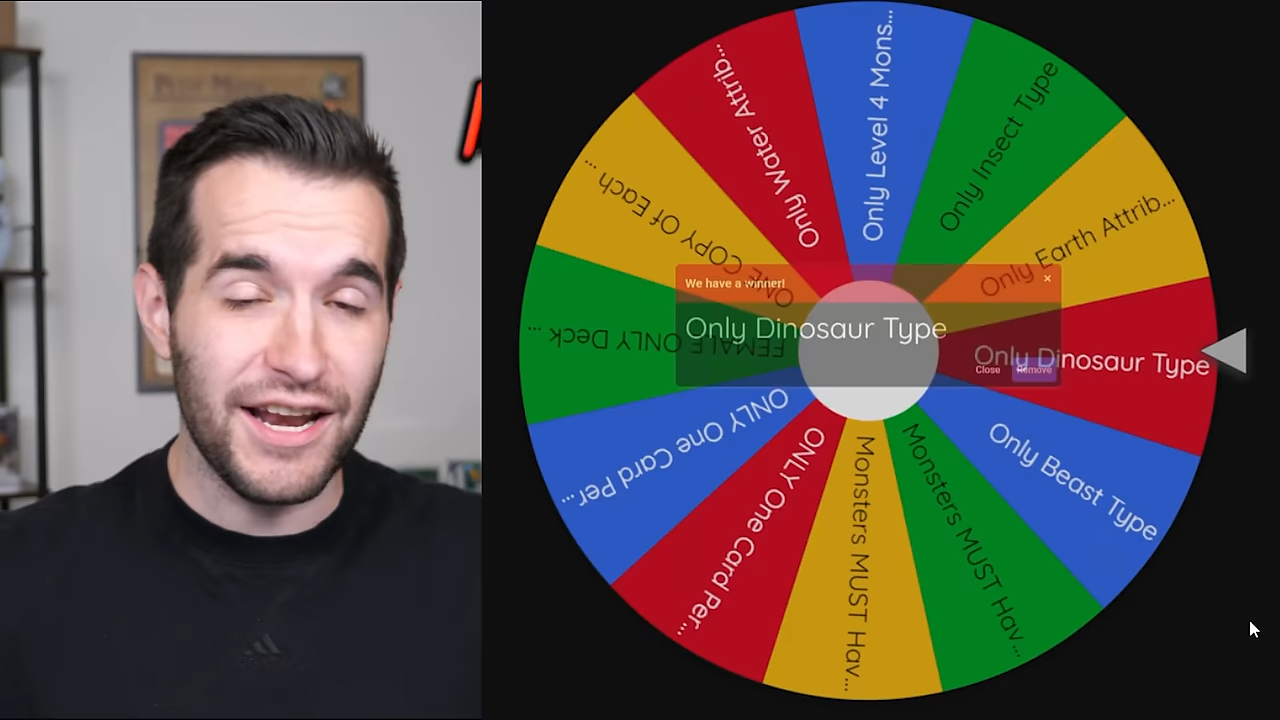 Only Level 4 Mons...
Only Insect Type
Only Earth Attrib...
Only Dinosaur Type
Only Beast Type
Monsters MUST Hav...
Monsters MUST Hav...
ONLY One Card Per...
ONLY One Card Per...
FEMALE ONLY Deck ...
ONE COPY Of Each ...
Only Water Attrib...
We have a winner!
×
Only Dinosaur Type
Close
Remove